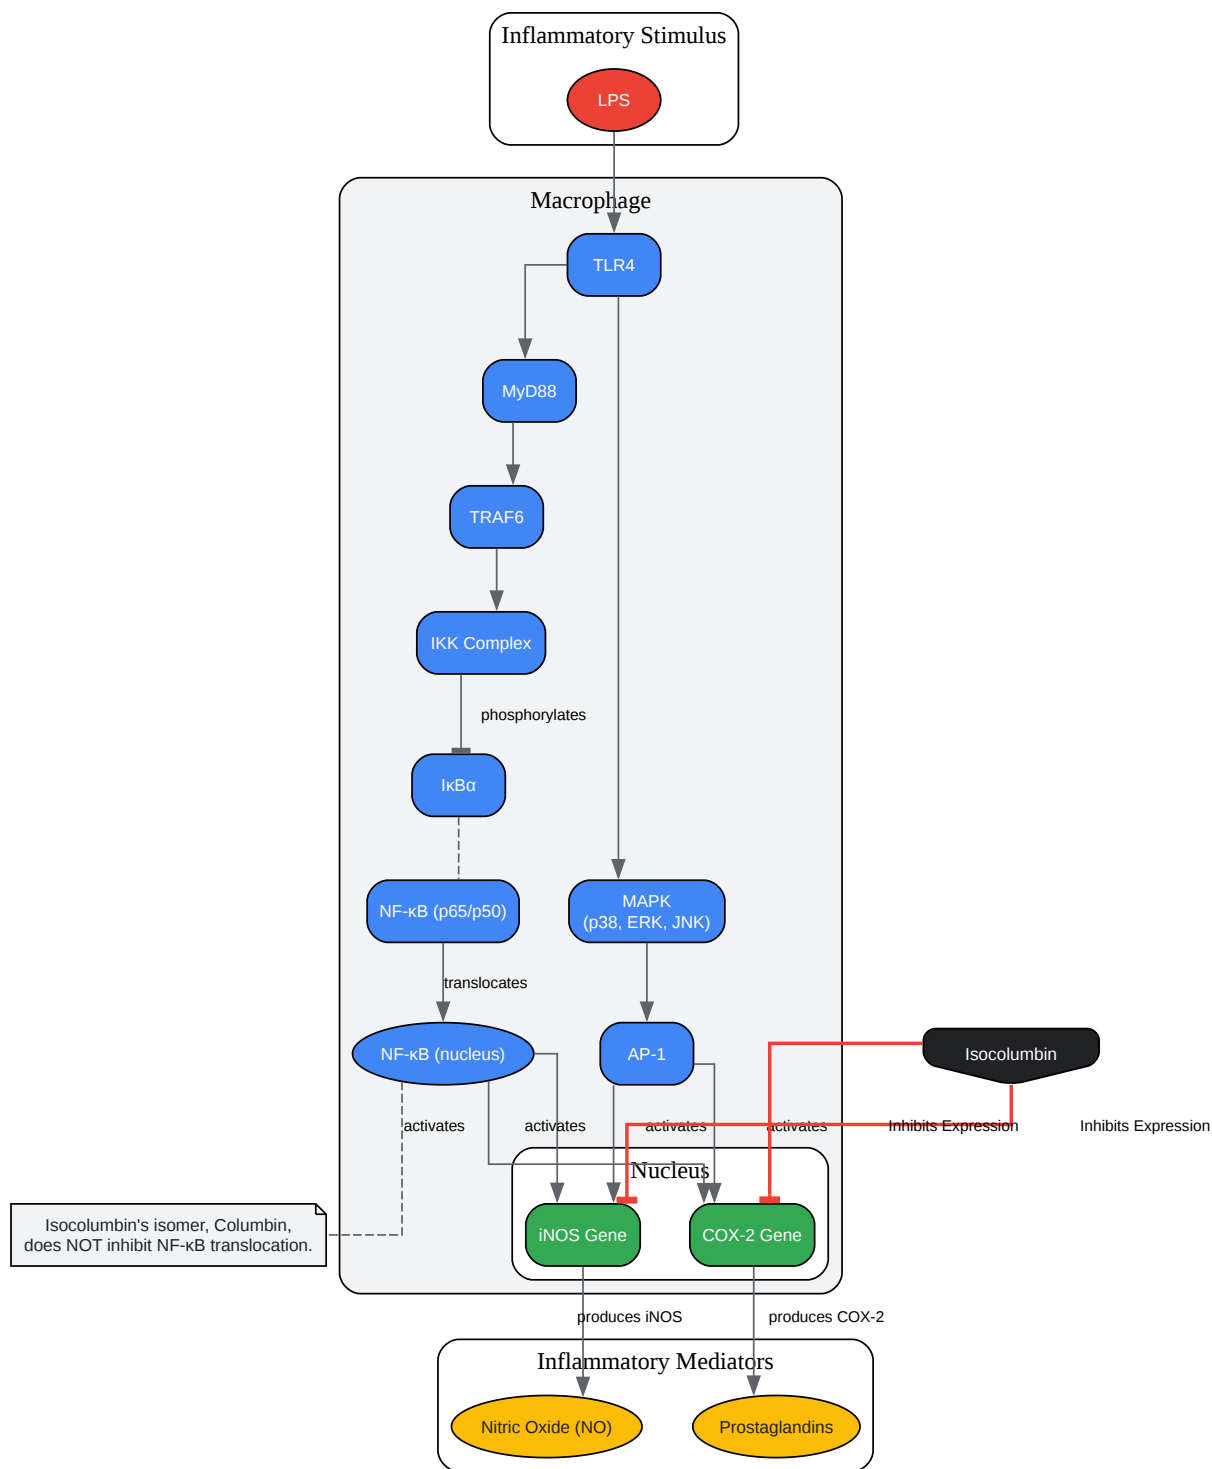 Inflammatory Stimulus
LPS
Macrophage
TLR4
MyD88
TRAF6
IKK Complex
phosphorylates
IκBα
NF-κB (p65/p50)
MAPK
(p38, ERK, JNK)
translocates
NF-κB (nucleus)
AP-1
Isocolumbin
activates
activates
activates
activates
Inhibits Expression
Inhibits Expression
Nucleus
Isocolumbin's isomer, Columbin,
does NOT inhibit NF-κB translocation.
iNOS Gene
COX-2 Gene
produces iNOS
produces COX-2
Inflammatory Mediators
Nitric Oxide (NO)
Prostaglandins